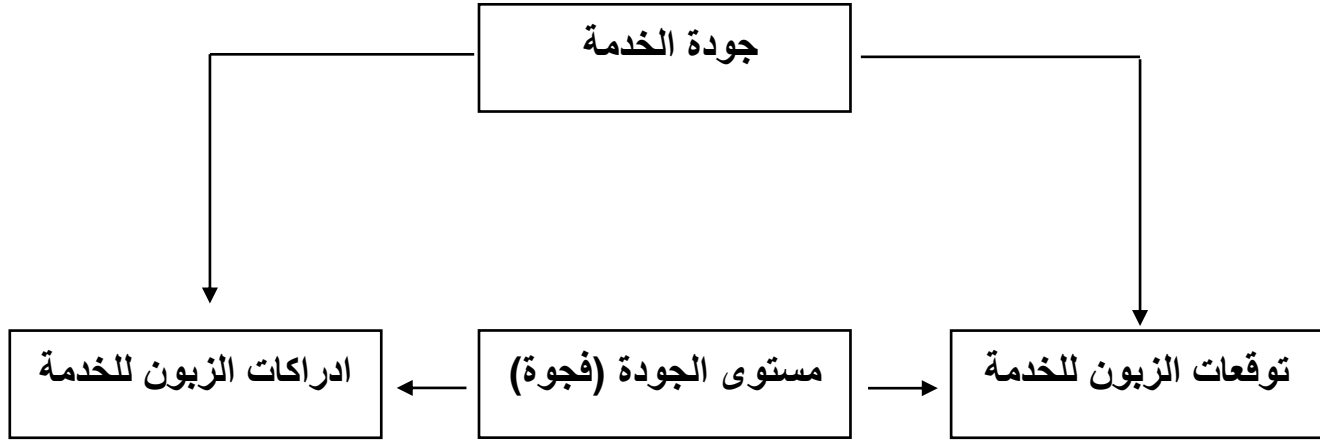 جودة الخدمة
توقعات الزبون للخدمة
مستوى الجودة (فجوة)
ادراكات الزبون للخدمة